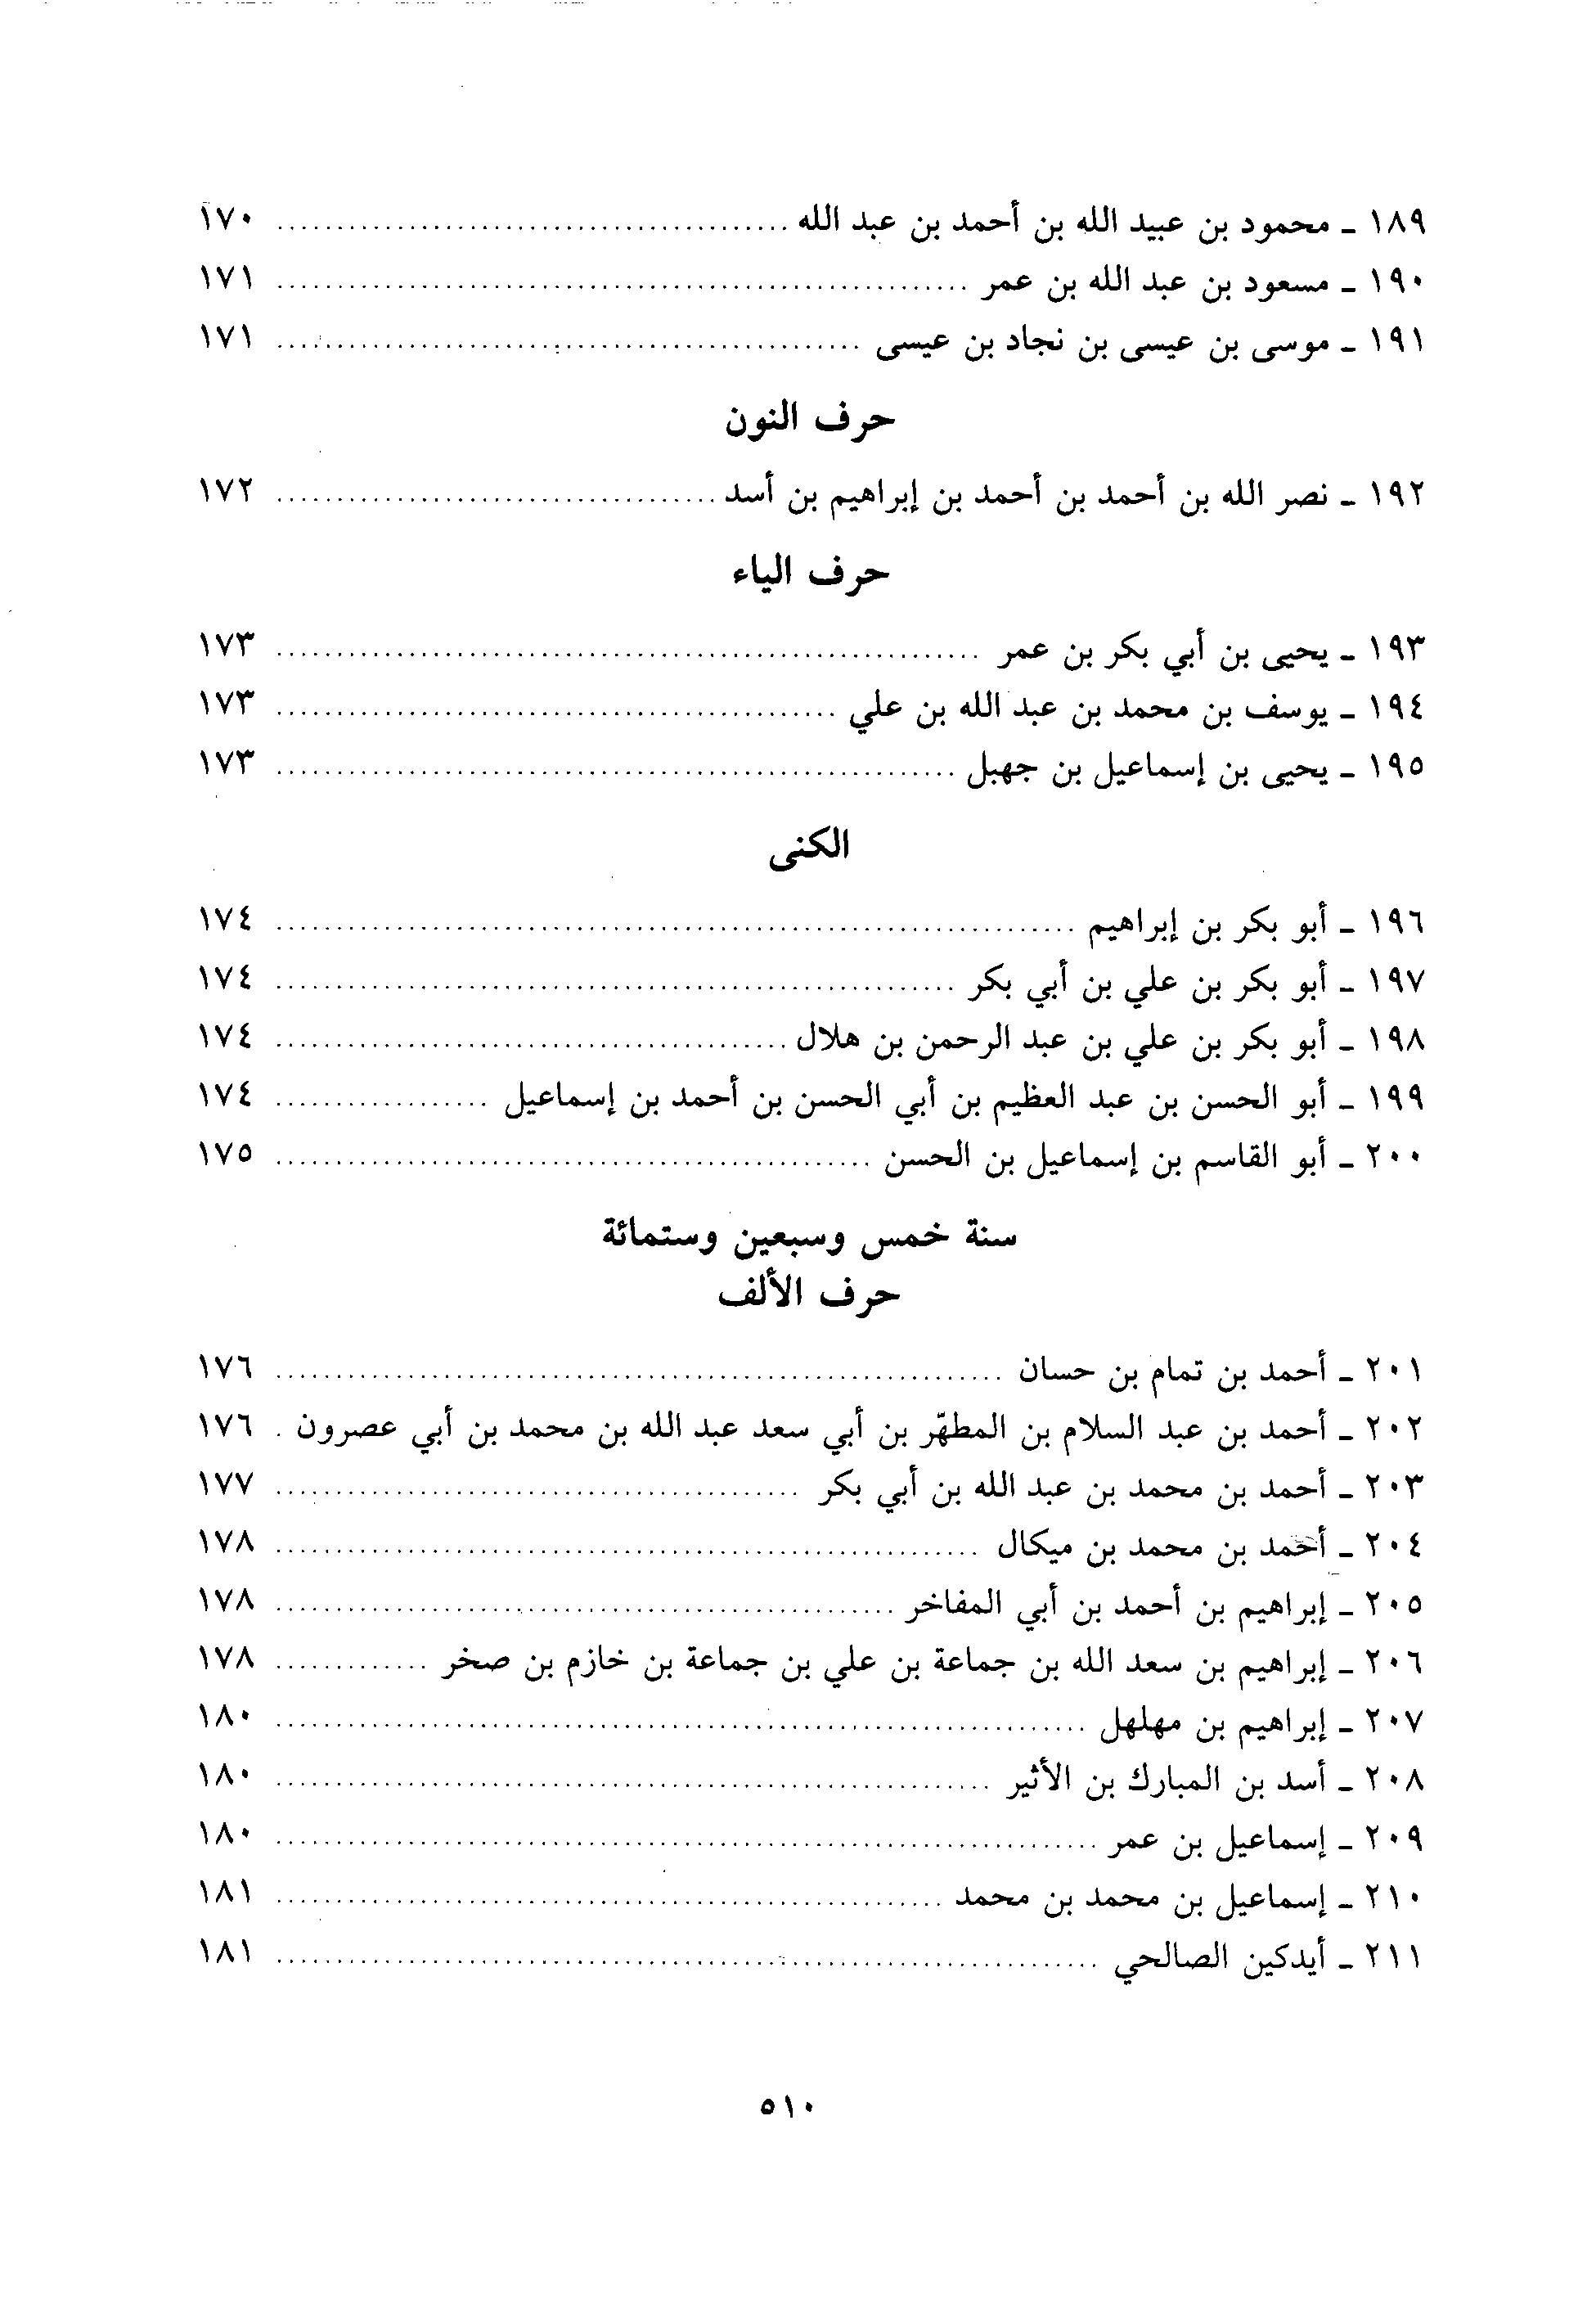 ١٨٩ ـ محمود بن عبيد الله بن أحمد بن عبد الله ........................................... ١٧٠
١٩٠ ـ مسعود بن عبد الله بن عمر ........................................................... ١٧١
١٩١ ـ موسى بن عيسى بن نجاد بن عيسى ................................................. ١٧١
حرف النون
١٩٢ ـ نصر الله بن أحمد بن أحمد بن إبراهيم بن أسد ..................................... ١٧٢
حرف الياء
١٩٣ ـ يحيى بن أبي بكر بن عمر ........................................................... ١٧٣
١٩٤ ـ يوسف بن محمد بن عبد الله بن علي ............................................... ١٧٣
١٩٥ ـ يحيى بن إسماعيل بن جهبل ......................................................... ١٧٣
الكنى
١٩٦ ـ أبو بكر بن إبراهيم ................................................................... ١٧٤
١٩٧ ـ أبو بكر بن علي بن أبي بكر ......................................................... ١٧٤
١٩٨ ـ أبو بكر بن علي بن عبد الرحمن بن هلال ........................................... ١٧٤
١٩٩ ـ أبو الحسن بن عبد العظيم بن أبي الحسن بن أحمد بن إسماعيل .................. ١٧٤
٢٠٠ ـ أبو القاسم بن إسماعيل بن الحسن .................................................. ١٧٥
سنة خمس وسبعين وستمائة
حرف الألف
٢٠١ ـ أحمد بن تمام بن حسان ............................................................. ١٧٦
٢٠٢ ـ أحمد بن عبد السلام بن المطهّر بن أبي سعد عبد الله بن محمد بن أبي عصرون . ١٧٦
٢٠٣ ـ أحمد بن محمد بن عبد الله بن أبي بكر ............................................ ١٧٧
٢٠٤ ـ أحمد بن محمد بن ميكال ........................................................... ١٧٨
٢٠٥ ـ إبراهيم بن أحمد بن أبي المفاخر .................................................... ١٧٨
٢٠٦ ـ إبراهيم بن سعد الله بن جماعة بن علي بن جماعة بن خازم بن صخر ............. ١٧٨
٢٠٧ ـ إبراهيم بن مهلهل .................................................................... ١٨٠
٢٠٨ ـ أسد بن المبارك بن الأثير ............................................................ ١٨٠
٢٠٩ ـ إسماعيل بن عمر ..................................................................... ١٨٠
٢١٠ ـ إسماعيل بن محمد بن محمد ........................................................ ١٨١
٢١١ ـ أيدكين الصالحي ..................................................................... ١٨١
٥١٠